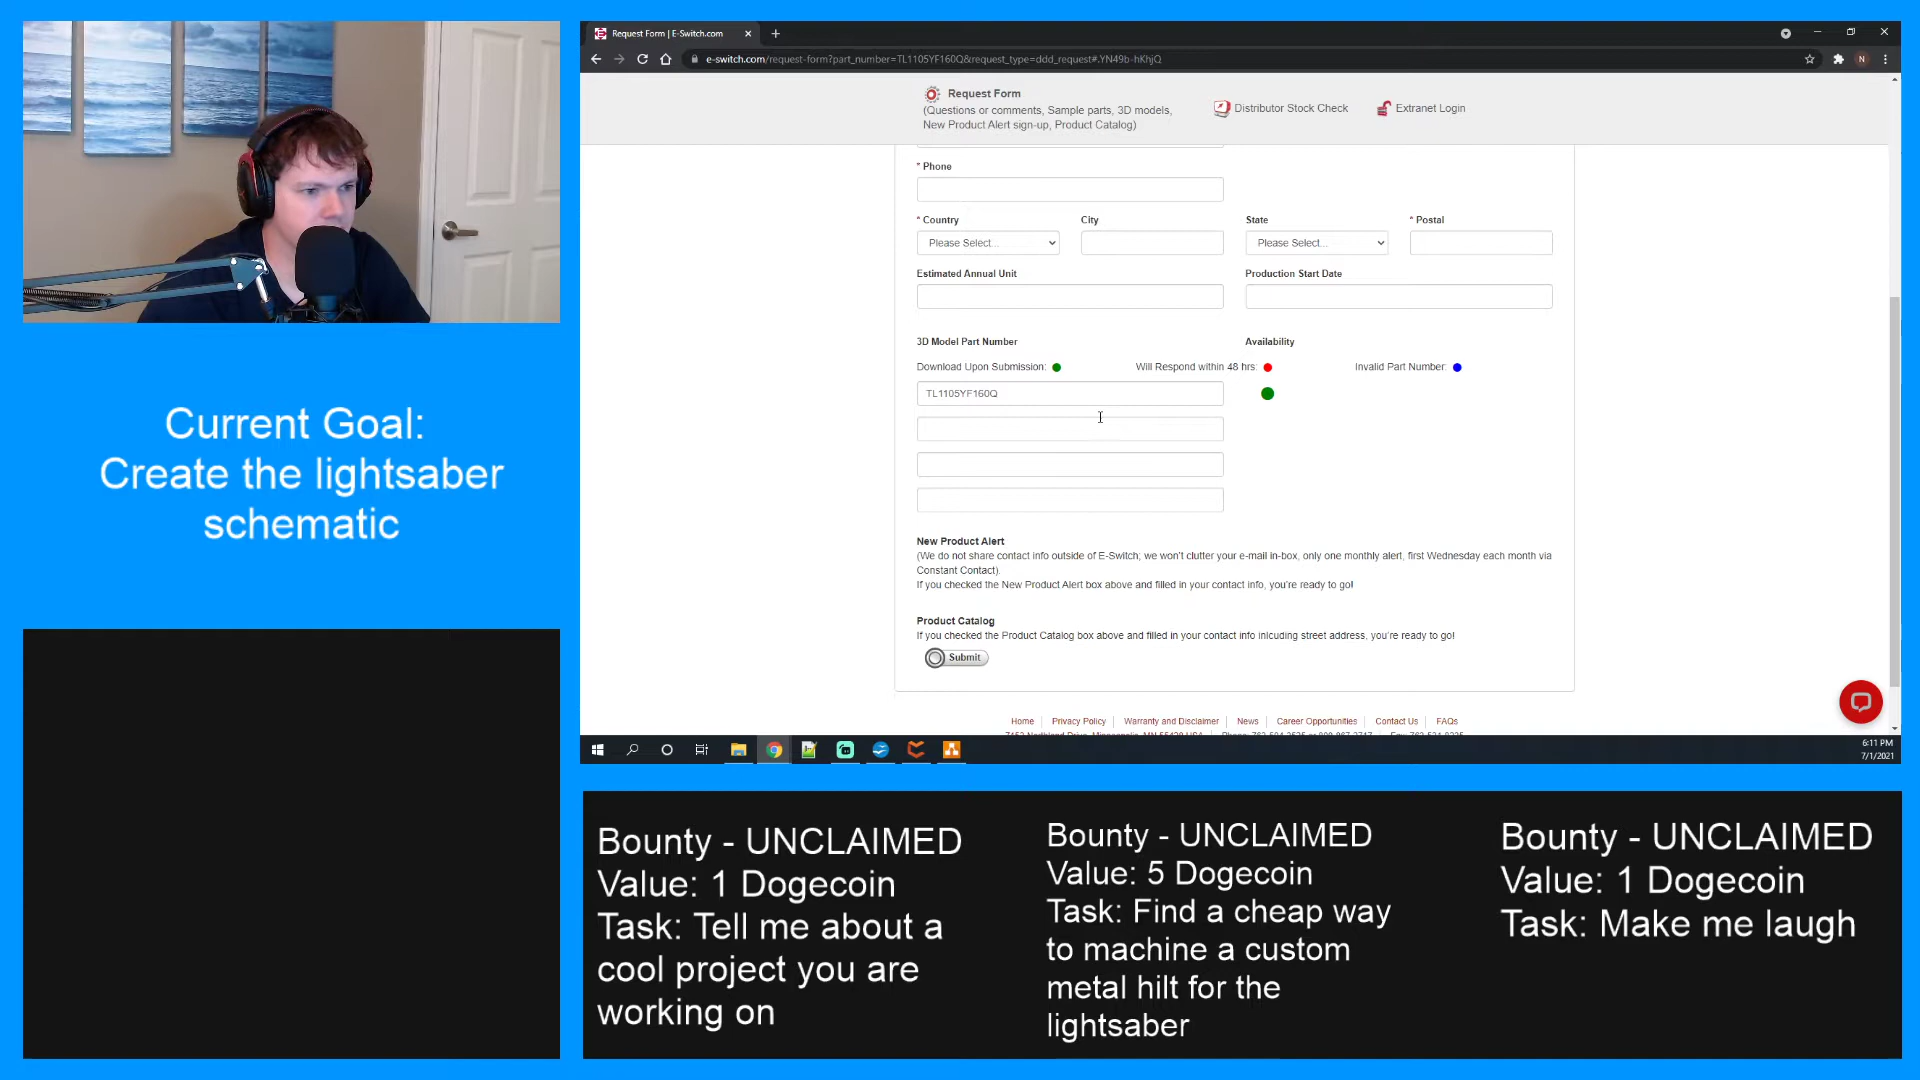 Request Form | E-Switch.com
e-switch.com/request-form?part_number=TL1105YF160Q&request_type=ddd_request#.YN49b-hKhjQ
N
Request Form
(Questions or comments, Sample parts, 3D models,
New Product Alert sign-up, Product Catalog)
Distributor Stock Check
Extranet Login
* Phone
* Country
City
State
* Postal
Please Select...
Please Select...
Estimated Annual Unit
Production Start Date
3D Model Part Number
Availability
Download Upon Submission:
Will Respond within 48 hrs:
Invalid Part Number:
TL1105YF160Q
New Product Alert
(We do not share contact info outside of E-Switch; we won't clutter your e-mail in-box, only one monthly alert, first Wednesday each month via
Constant Contact).
If you checked the New Product Alert box above and filled in your contact info, you're ready to go!
Product Catalog
If you checked the Product Catalog box above and filled in your contact info inlcuding street address, you're ready to go!
Submit
Home
Privacy Policy
Warranty and Disclaimer
News
Career Opportunities
Contact Us
FAQs
6:11 PM
7/1/2021
Current Goal:
Create the lightsaber
schematic
Bounty - UNCLAIMED
Value: 1 Dogecoin
Task: Tell me about a
cool project you are
working on
Bounty - UNCLAIMED
Value: 5 Dogecoin
Task: Find a cheap way
to machine a custom
metal hilt for the
lightsaber
Bounty - UNCLAIMED
Value: 1 Dogecoin
Task: Make me laugh